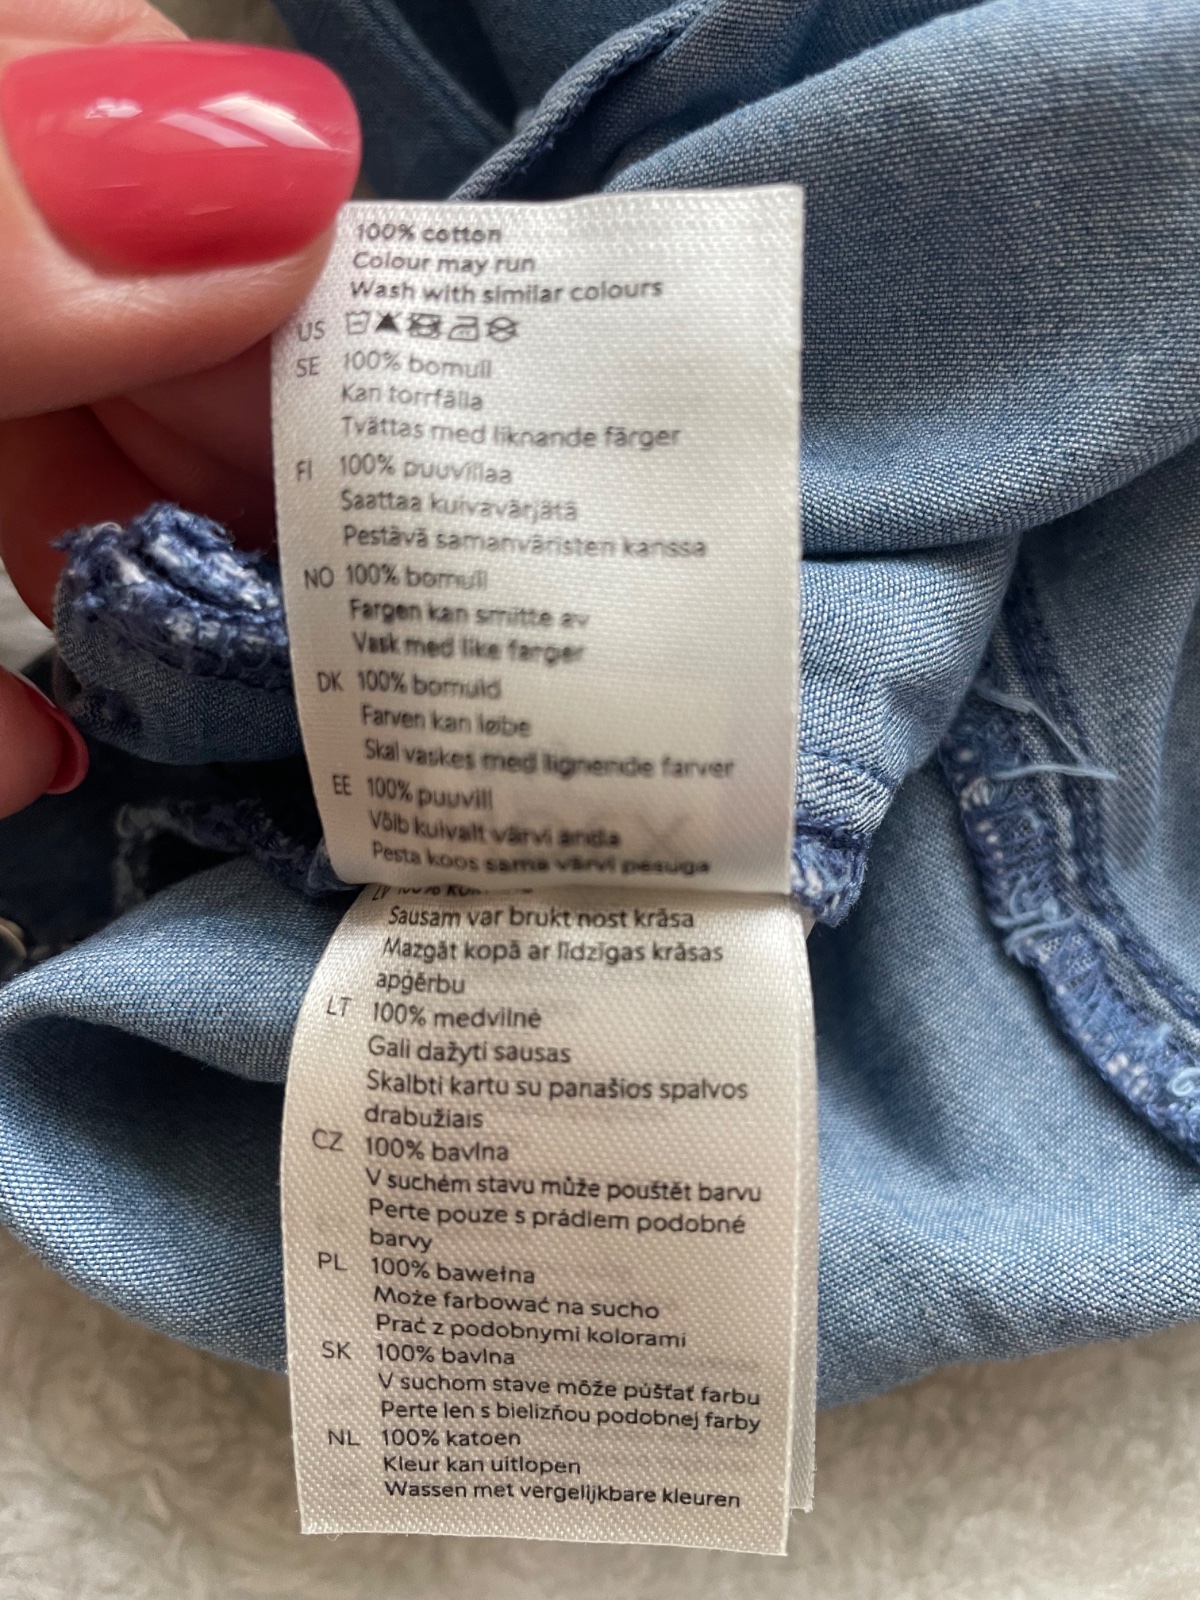 100% cotton
Colour may run
Wash with similar colours
US
SE 100% bomull
Kan torrfälla
Tvättas med liknande färger
FI 100% puuvillaa
Saattaa kuivavärjätä
Pestävä samanväristen kanssa
NO 100% bomull
Fargen kan smitte av
Vask med like farger
DK 100% bomuld
Farven kan løbe
Skal vaskes med lignende farver
EE 100% puuvill
Võib kuivalt värvi anda
Pesta koos sama värvi pesuga
LV 100%
Sausam var brukt nost krāsa
Mazgāt kopā ar līdzīgas krāsas
apģērbu
LT 100% medvilnė
Gali dažyti sausas
Skalbti kartu su panašios spalvos
drabužiais
CZ 100% bavlna
V suchém stavu může pouštět barvu
Perte pouze s prádlem podobné
barvy
PL 100% bawełna
Może farbować na sucho
Prać z podobnymi kolorami
SK 100% bavlna
V suchom stave môže púšťať farbu
Perte len s bielizňou podobnej farby
NL 100% katoen
Kleur kan uitlopen
Wassen met vergelijkbare kleuren